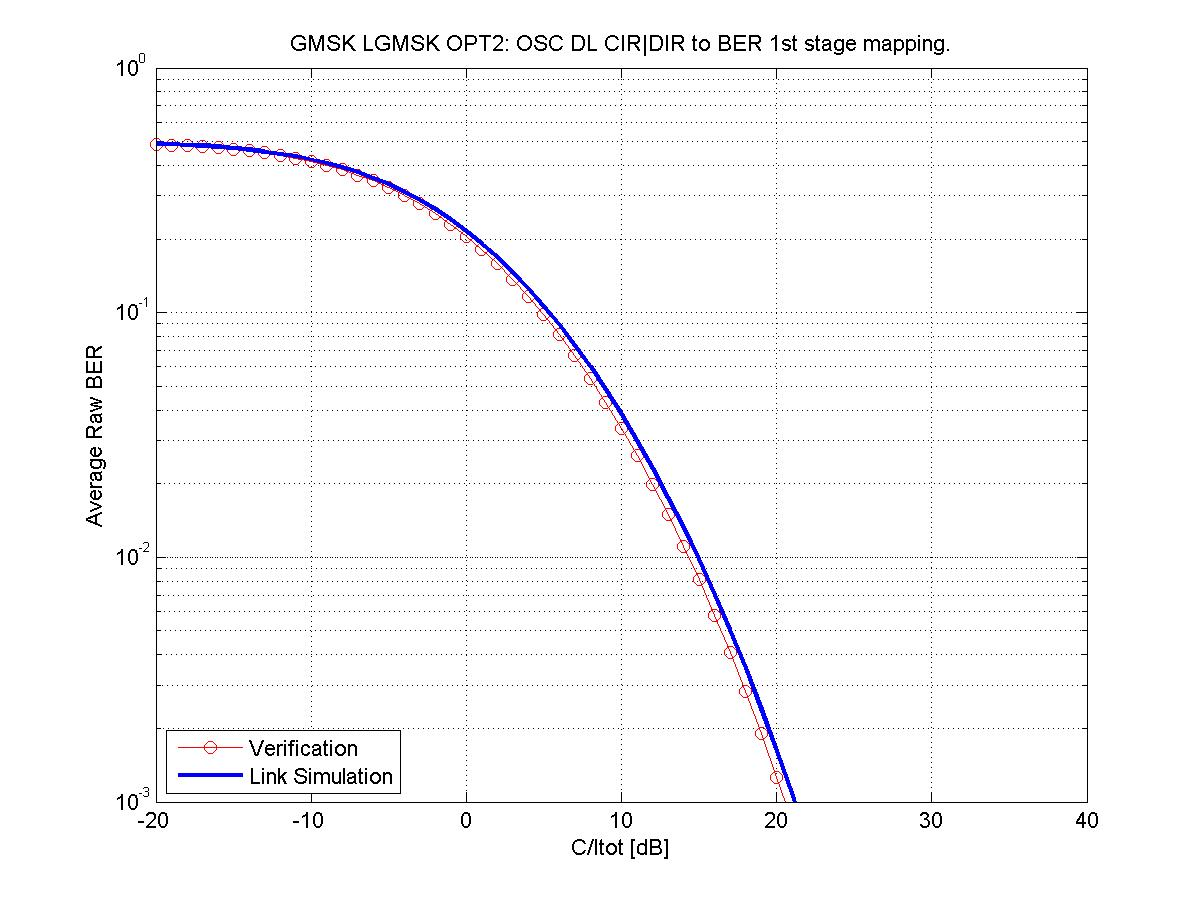 GMSK LGMSK OPT2: OSC DL CIR|DIR to BER 1st stage mapping.
10^0
10^-1
10^-2
10^-3
Average Raw BER
Verification
Link Simulation
-20 -10 0 10 20 30 40
C/Itot [dB]